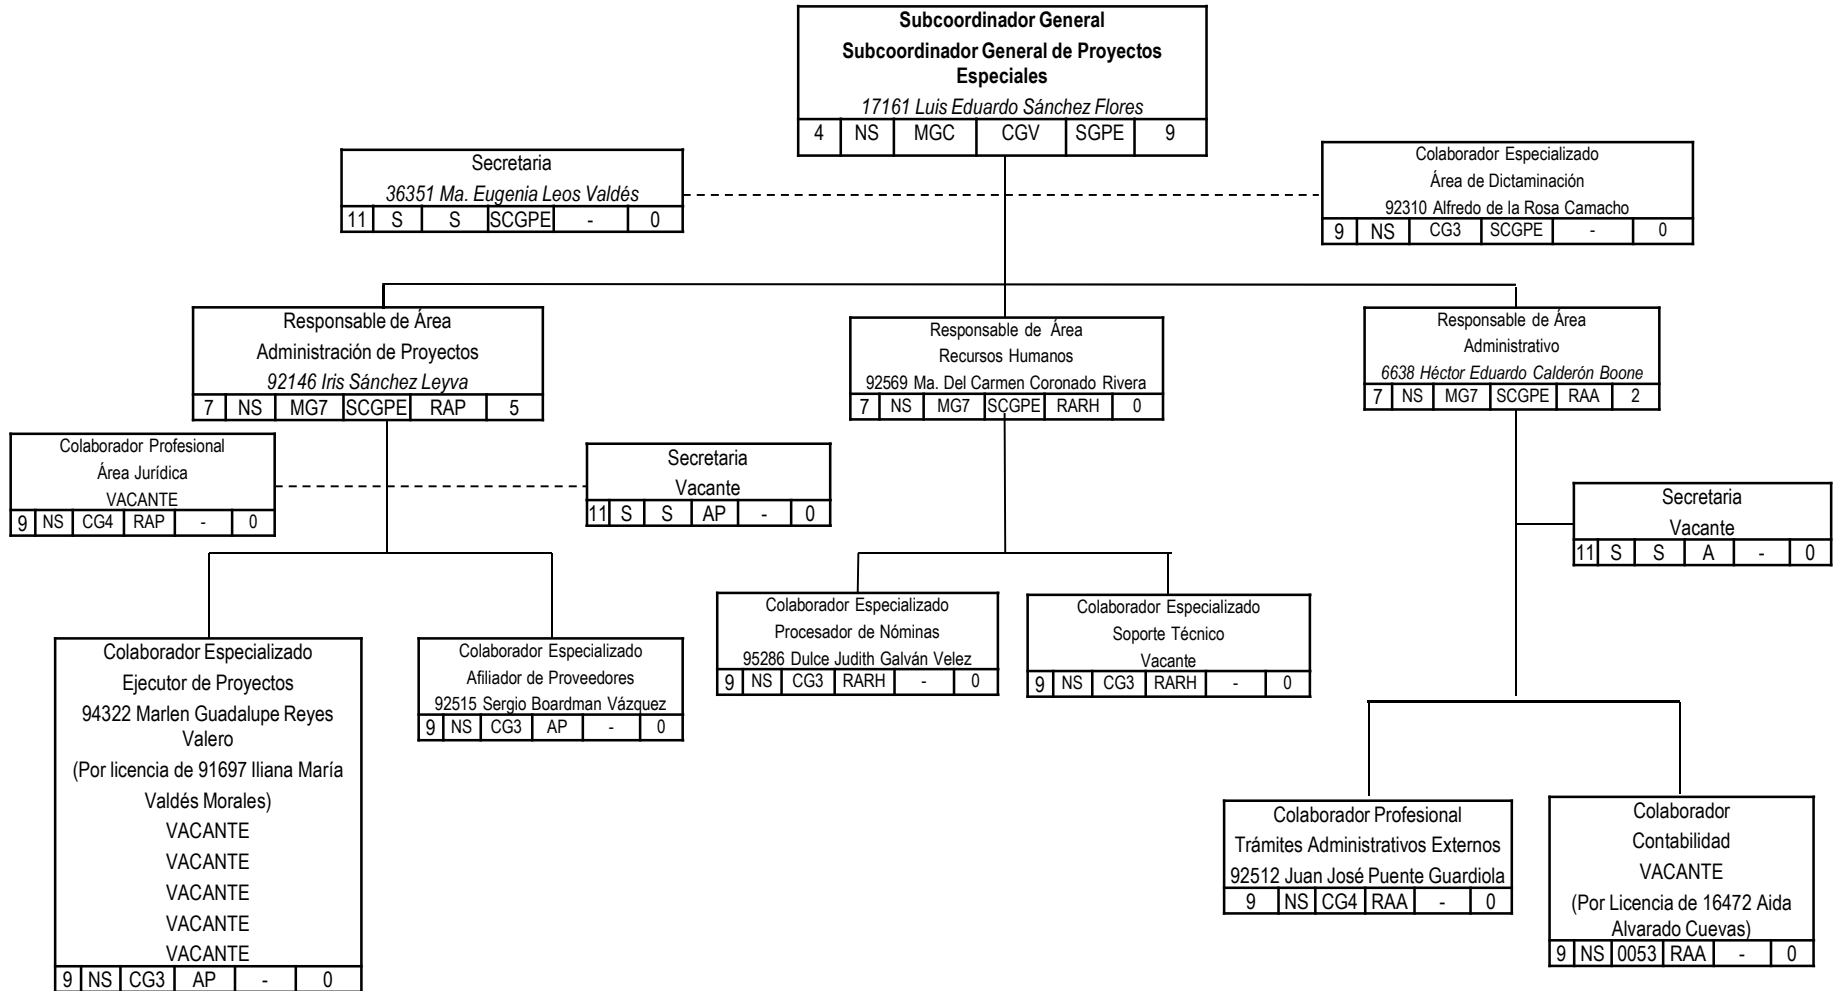 Subcoordinador General
Subcoordinador General de Proyectos
Especiales
17161 Luis Eduardo Sánchez Flores
4 NS MGC CGV SGPE 9
Secretaria
36351 Ma. Eugenia Leos Valdés
11 S S SCGPE - 0
Colaborador Especializado
Área de Dictaminación
92310 Alfredo de la Rosa Camacho
9 NS CG3 SCGPE - 0
Responsable de Área
Administración de Proyectos
92146 Iris Sánchez Leyva
7 NS MG7 SCGPE RAP 5
Responsable de Área
Recursos Humanos
92569 Ma. Del Carmen Coronado Rivera
7 NS MG7 SCGPE RARH 0
Responsable de Área
Administrativo
6638 Héctor Eduardo Calderón Boone
7 NS MG7 SCGPE RAA 2
Colaborador Profesional
Área Jurídica
VACANTE
9 NS CG4 RAP - 0
Secretaria
Vacante
11 S S AP - 0
Secretaria
Vacante
11 S S A - 0
Colaborador Especializado
Ejecutor de Proyectos
94322 Marlen Guadalupe Reyes
Valero
(Por licencia de 91697 Iliana María
Valdés Morales)
VACANTE
VACANTE
VACANTE
VACANTE
VACANTE
9 NS CG3 AP - 0
Colaborador Especializado
Afiliador de Proveedores
92515 Sergio Boardman Vázquez
9 NS CG3 AP - 0
Colaborador Especializado
Procesador de Nóminas
95286 Dulce Judith Galván Velez
9 NS CG3 RARH - 0
Colaborador Especializado
Soporte Técnico
Vacante
9 NS CG3 RARH - 0
Colaborador Profesional
Trámites Administrativos Externos
92512 Juan José Puente Guardiola
9 NS CG4 RAA - 0
Colaborador
Contabilidad
VACANTE
(Por Licencia de 16472 Aida
Alvarado Cuevas)
9 NS 0053 RAA - 0